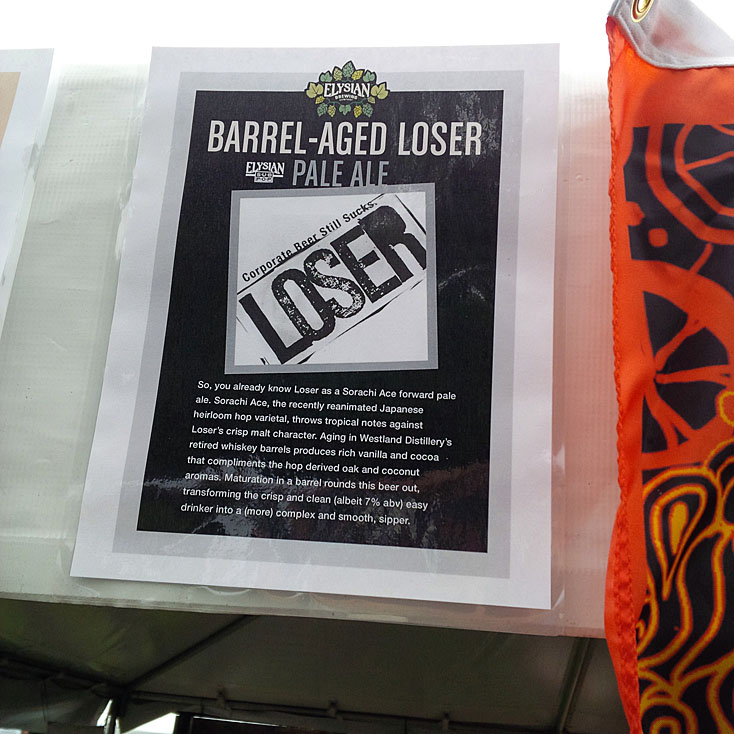 ELYSIAN
BREWING
BARREL-AGED LOSER
ELYSIAN
SUB
POP
PALE ALE
Corporate Beer Still Sucks.
LOSER
So, you already know Loser as a Sorachi Ace forward pale
ale. Sorachi Ace, the recently reanimated Japanese
heirloom hop varietal, throws tropical notes against
Loser's crisp malt character. Aging in Westland Distillery's
retired whiskey barrels produces rich vanilla and cocoa
that compliments the hop derived oak and coconut
aromas. Maturation in a barrel rounds this beer out,
transforming the crisp and clean (albeit 7% abv) easy
drinker into a (more) complex and smooth, sipper.